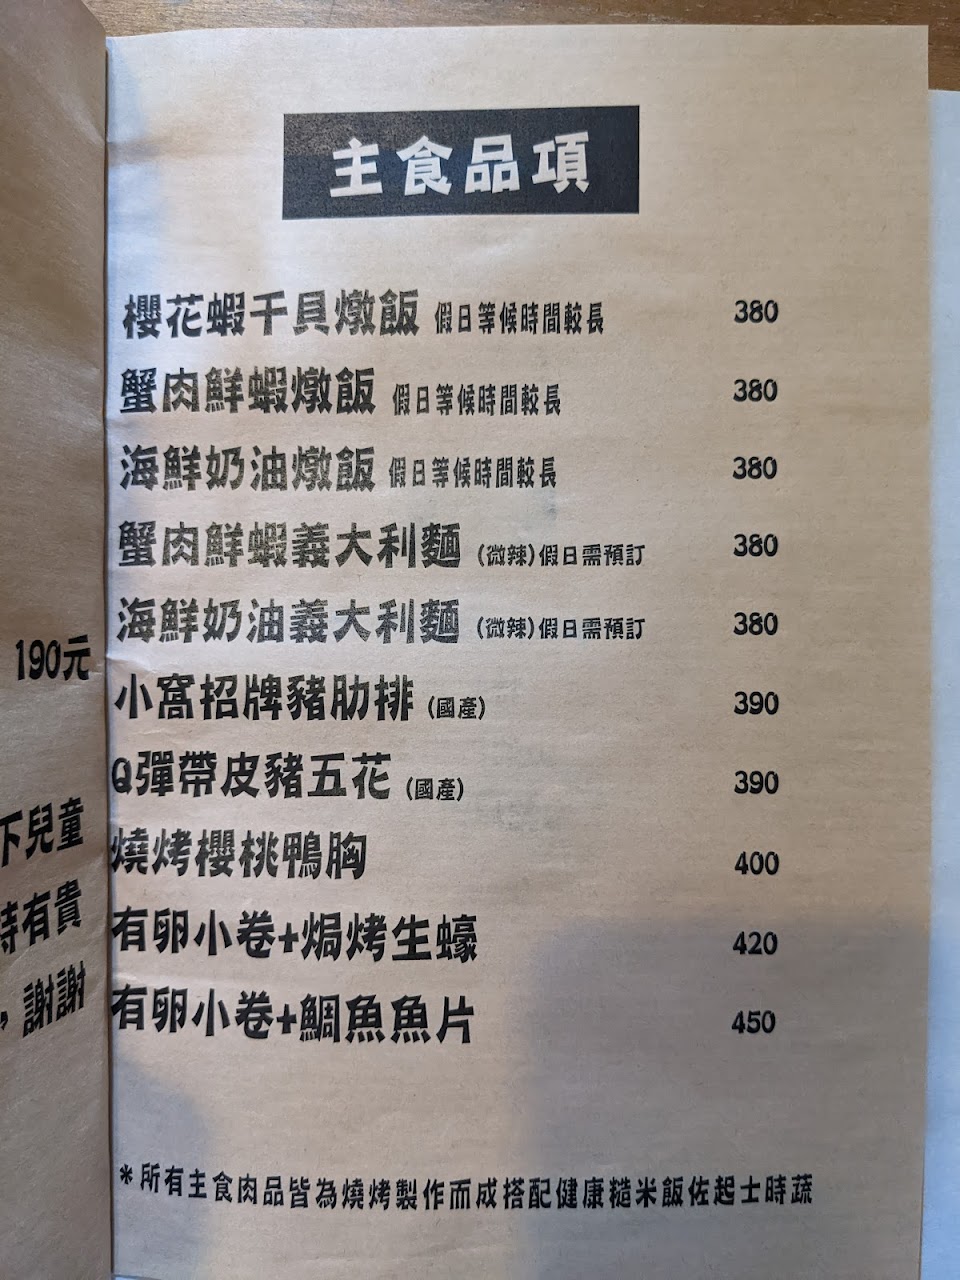 主食品項
櫻花蝦干貝燉飯 假日等候時間較長 380
蟹肉鮮蝦燉飯 假日等候時間較長 380
海鮮奶油燉飯 假日等候時間較長 380
蟹肉鮮蝦義大利麵 (微辣)假日需預訂 380
海鮮奶油義大利麵 (微辣)假日需預訂 380
小窩招牌豬肋排 (國產) 390
Q彈帶皮豬五花 (國產) 390
燒烤櫻桃鴨胸 400
有卵小卷+焗烤生蠔 420
有卵小卷+鯛魚魚片 450
*所有主食肉品皆為燒烤製作而成搭配健康糙米飯佐起士時蔬
190元
下兒童
待有貴
，謝謝